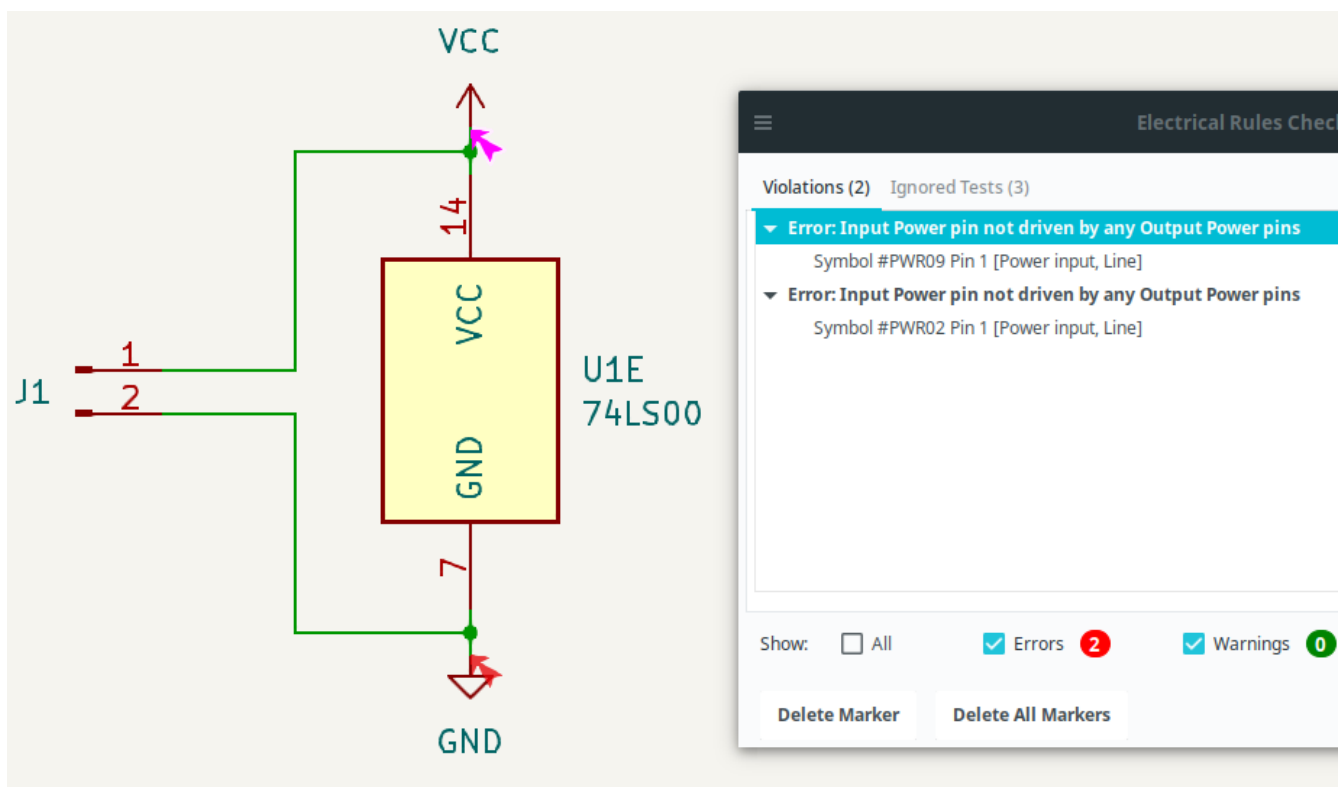 VCC
14
VCC
GND
7
GND
J1
1
2
U1E
74LS00
Electrical Rules Chec
Violations (2) Ignored Tests (3)
Error: Input Power pin not driven by any Output Power pins
Symbol #PWR09 Pin 1 [Power input, Line]
Error: Input Power pin not driven by any Output Power pins
Symbol #PWR02 Pin 1 [Power input, Line]
Show: All Errors 2 Warnings 0
Delete Marker Delete All Markers